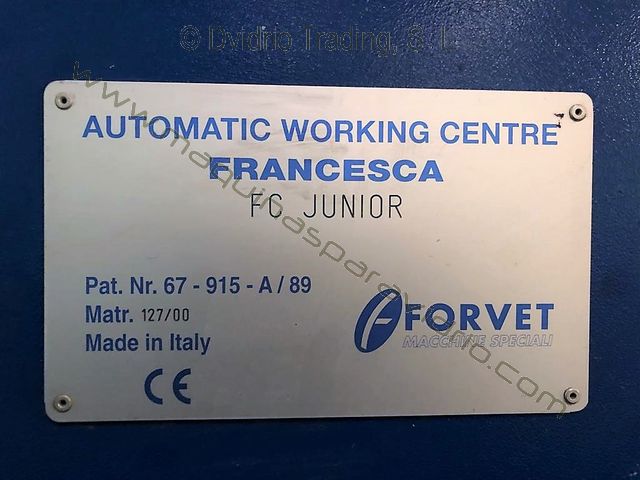 © Dvidrio Trading, S. L.
www.maquinasparavidrio.com
AUTOMATIC WORKING CENTRE
FRANCESCA
FC JUNIOR
Pat. Nr. 67 - 915 - A / 89
Matr. 127/00
Made in Italy
CE
FORVET
MACCHINE SPECIALI